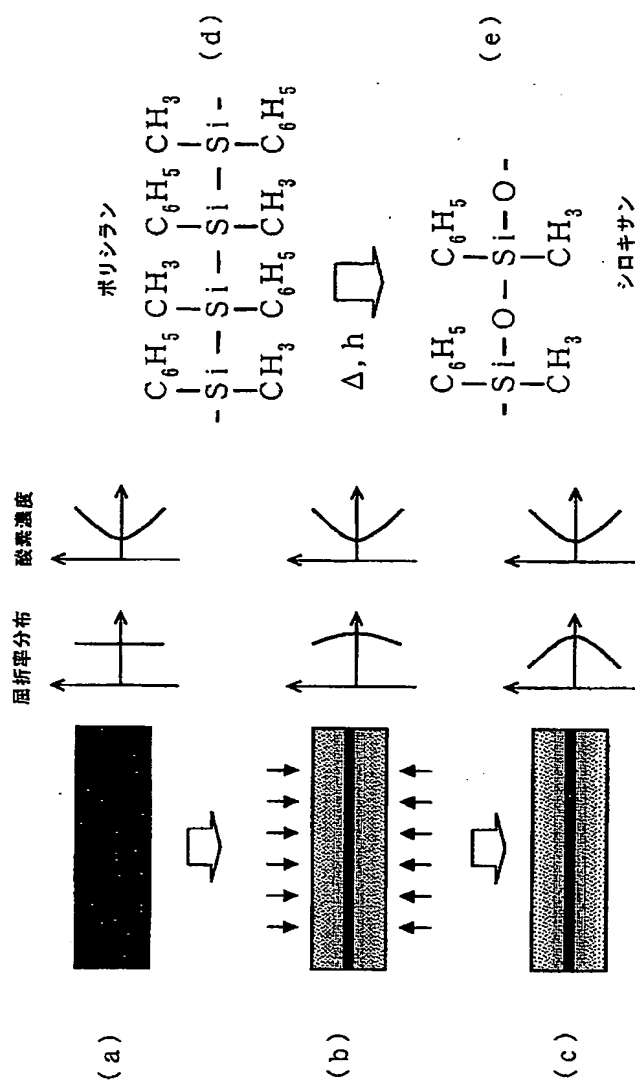 屈折率分布
酸素濃度
(a)
(b)
(c)
ポリシラン
C₆H₅ CH₃ C₆H₅ CH₃
- Si — Si — Si — Si -
CH₃ C₆H₅ CH₃ C₆H₅
(d)
Δ, h
C₆H₅ C₆H₅
- Si — O — Si — O -
CH₃ CH₃
(e)
シロキサン